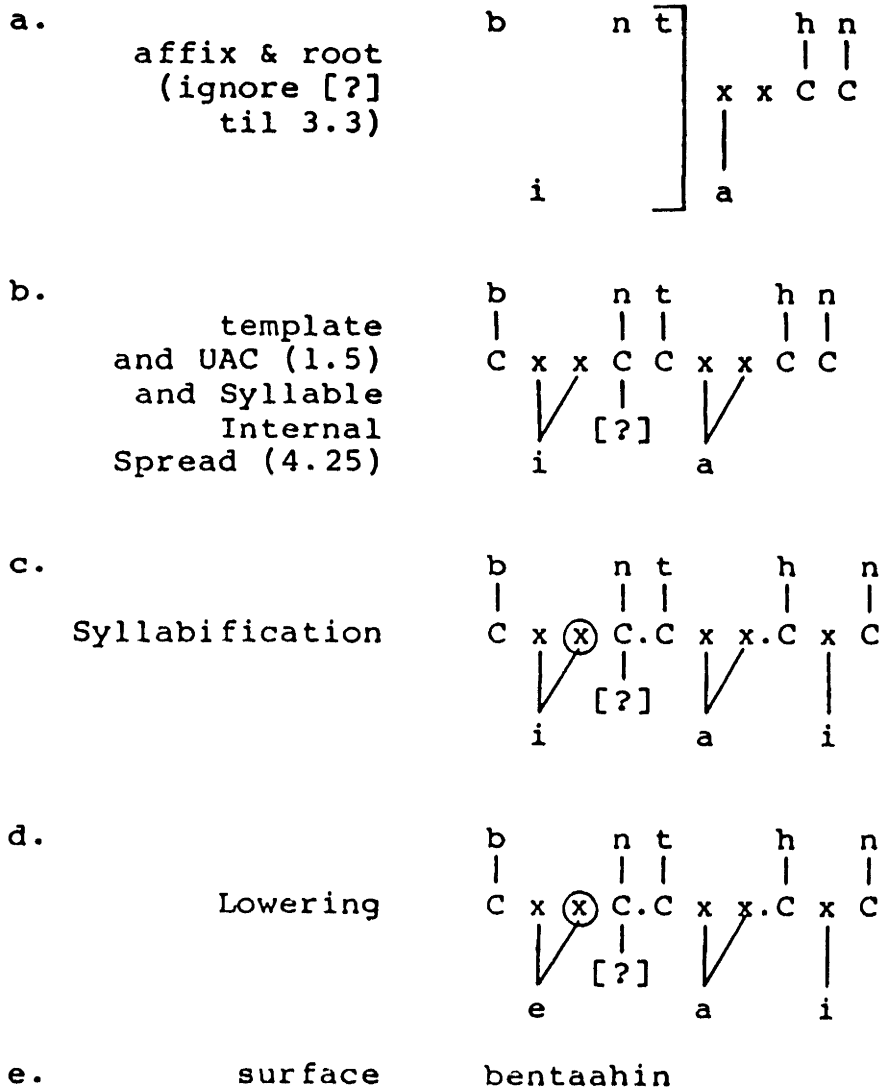 a.
affix & root
(ignore [?]
til 3.3)
b n t h n
x x C C
i a
b.
template
and UAC (1.5)
and Syllable
Internal
Spread (4.25)
b n t h n
C x x C C x x C C
[?]
i a
c.
Syllabification
b n t h n
C x x C.C x x.C x C
[?]
i a i
d.
Lowering
b n t h n
C x x C.C x x.C x C
[?]
e a i
e. surface bentaahin